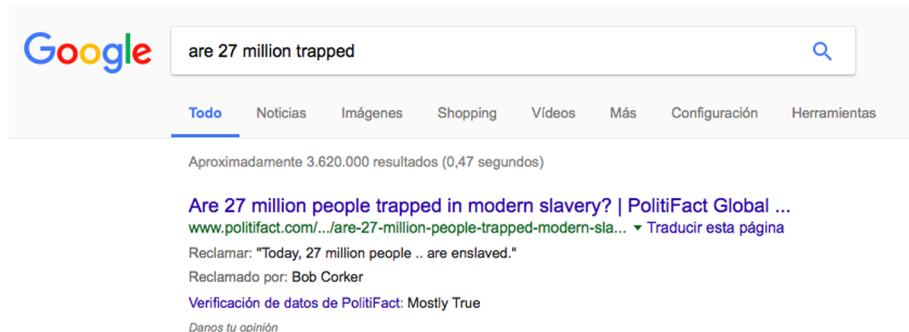 Google are 27 million trapped
Todo Noticias Imágenes Shopping Vídeos Más Configuración Herramientas
Aproximadamente 3.620.000 resultados (0,47 segundos)
Are 27 million people trapped in modern slavery? | PolitiFact Global ...
www.politifact.com/.../are-27-million-people-trapped-modern-sla... Traducir esta página
Reclamar: "Today, 27 million people .. are enslaved."
Reclamado por: Bob Corker
Verificación de datos de PolitiFact: Mostly True
Danos tu opinión